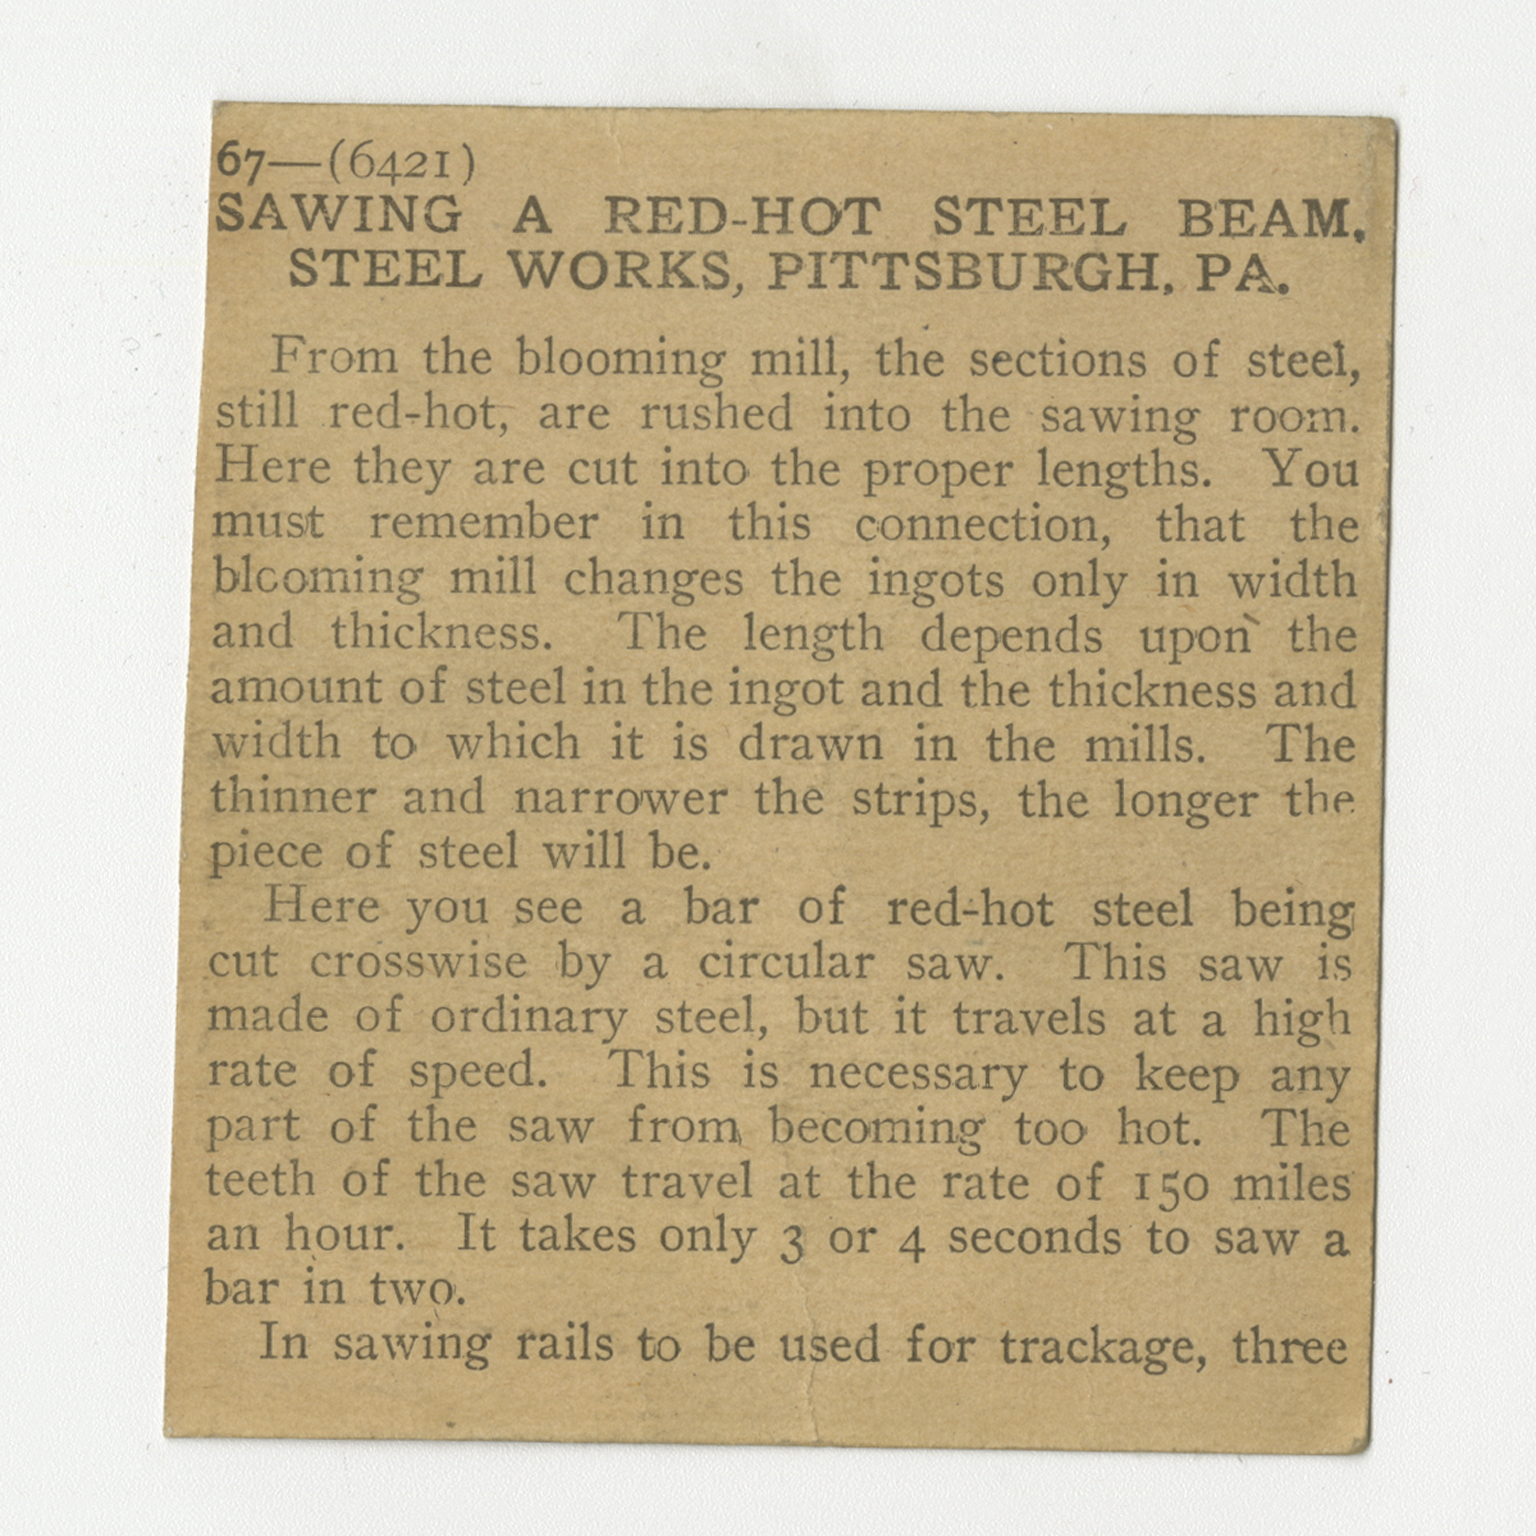 67—(6421)
SAWING A RED-HOT STEEL BEAM.
STEEL WORKS, PITTSBURGH, PA.
From the blooming mill, the sections of steel,
still red-hot, are rushed into the sawing room.
Here they are cut into the proper lengths. You
must remember in this connection, that the
blcoming mill changes the ingots only in width
and thickness. The length depends upon the
amount of steel in the ingot and the thickness and
width to which it is drawn in the mills. The
thinner and narrower the strips, the longer the
piece of steel will be.
Here you see a bar of red-hot steel being
cut crosswise by a circular saw. This saw is
made of ordinary steel, but it travels at a high
rate of speed. This is necessary to keep any
part of the saw from becoming too hot. The
teeth of the saw travel at the rate of 150 miles
an hour. It takes only 3 or 4 seconds to saw a
bar in two.
In sawing rails to be used for trackage, three